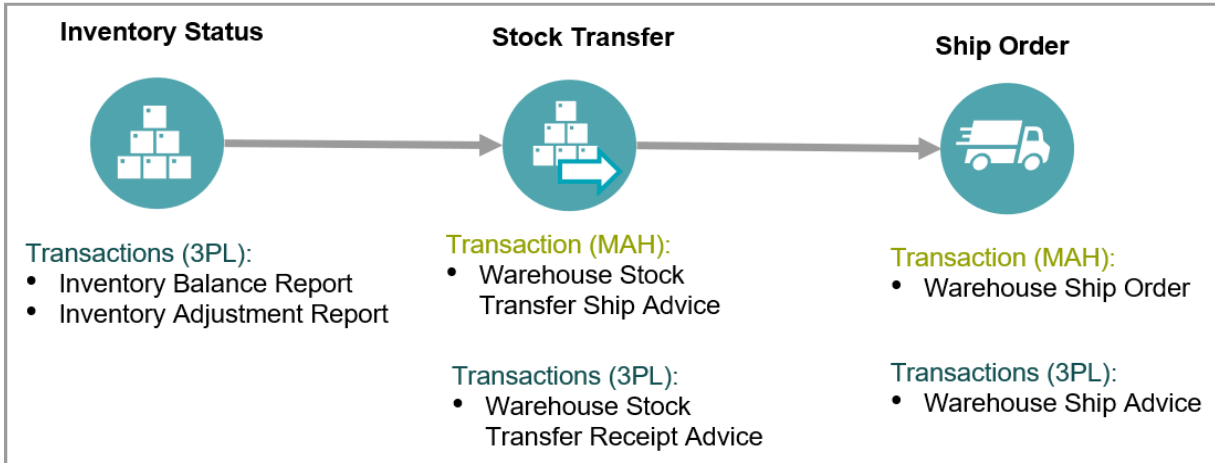 Inventory Status
Transactions (3PL):
• Inventory Balance Report
• Inventory Adjustment Report
Stock Transfer
Transaction (MAH):
• Warehouse Stock
Transfer Ship Advice
Transactions (3PL):
• Warehouse Stock
Transfer Receipt Advice
Ship Order
Transaction (MAH):
• Warehouse Ship Order
Transactions (3PL):
• Warehouse Ship Advice